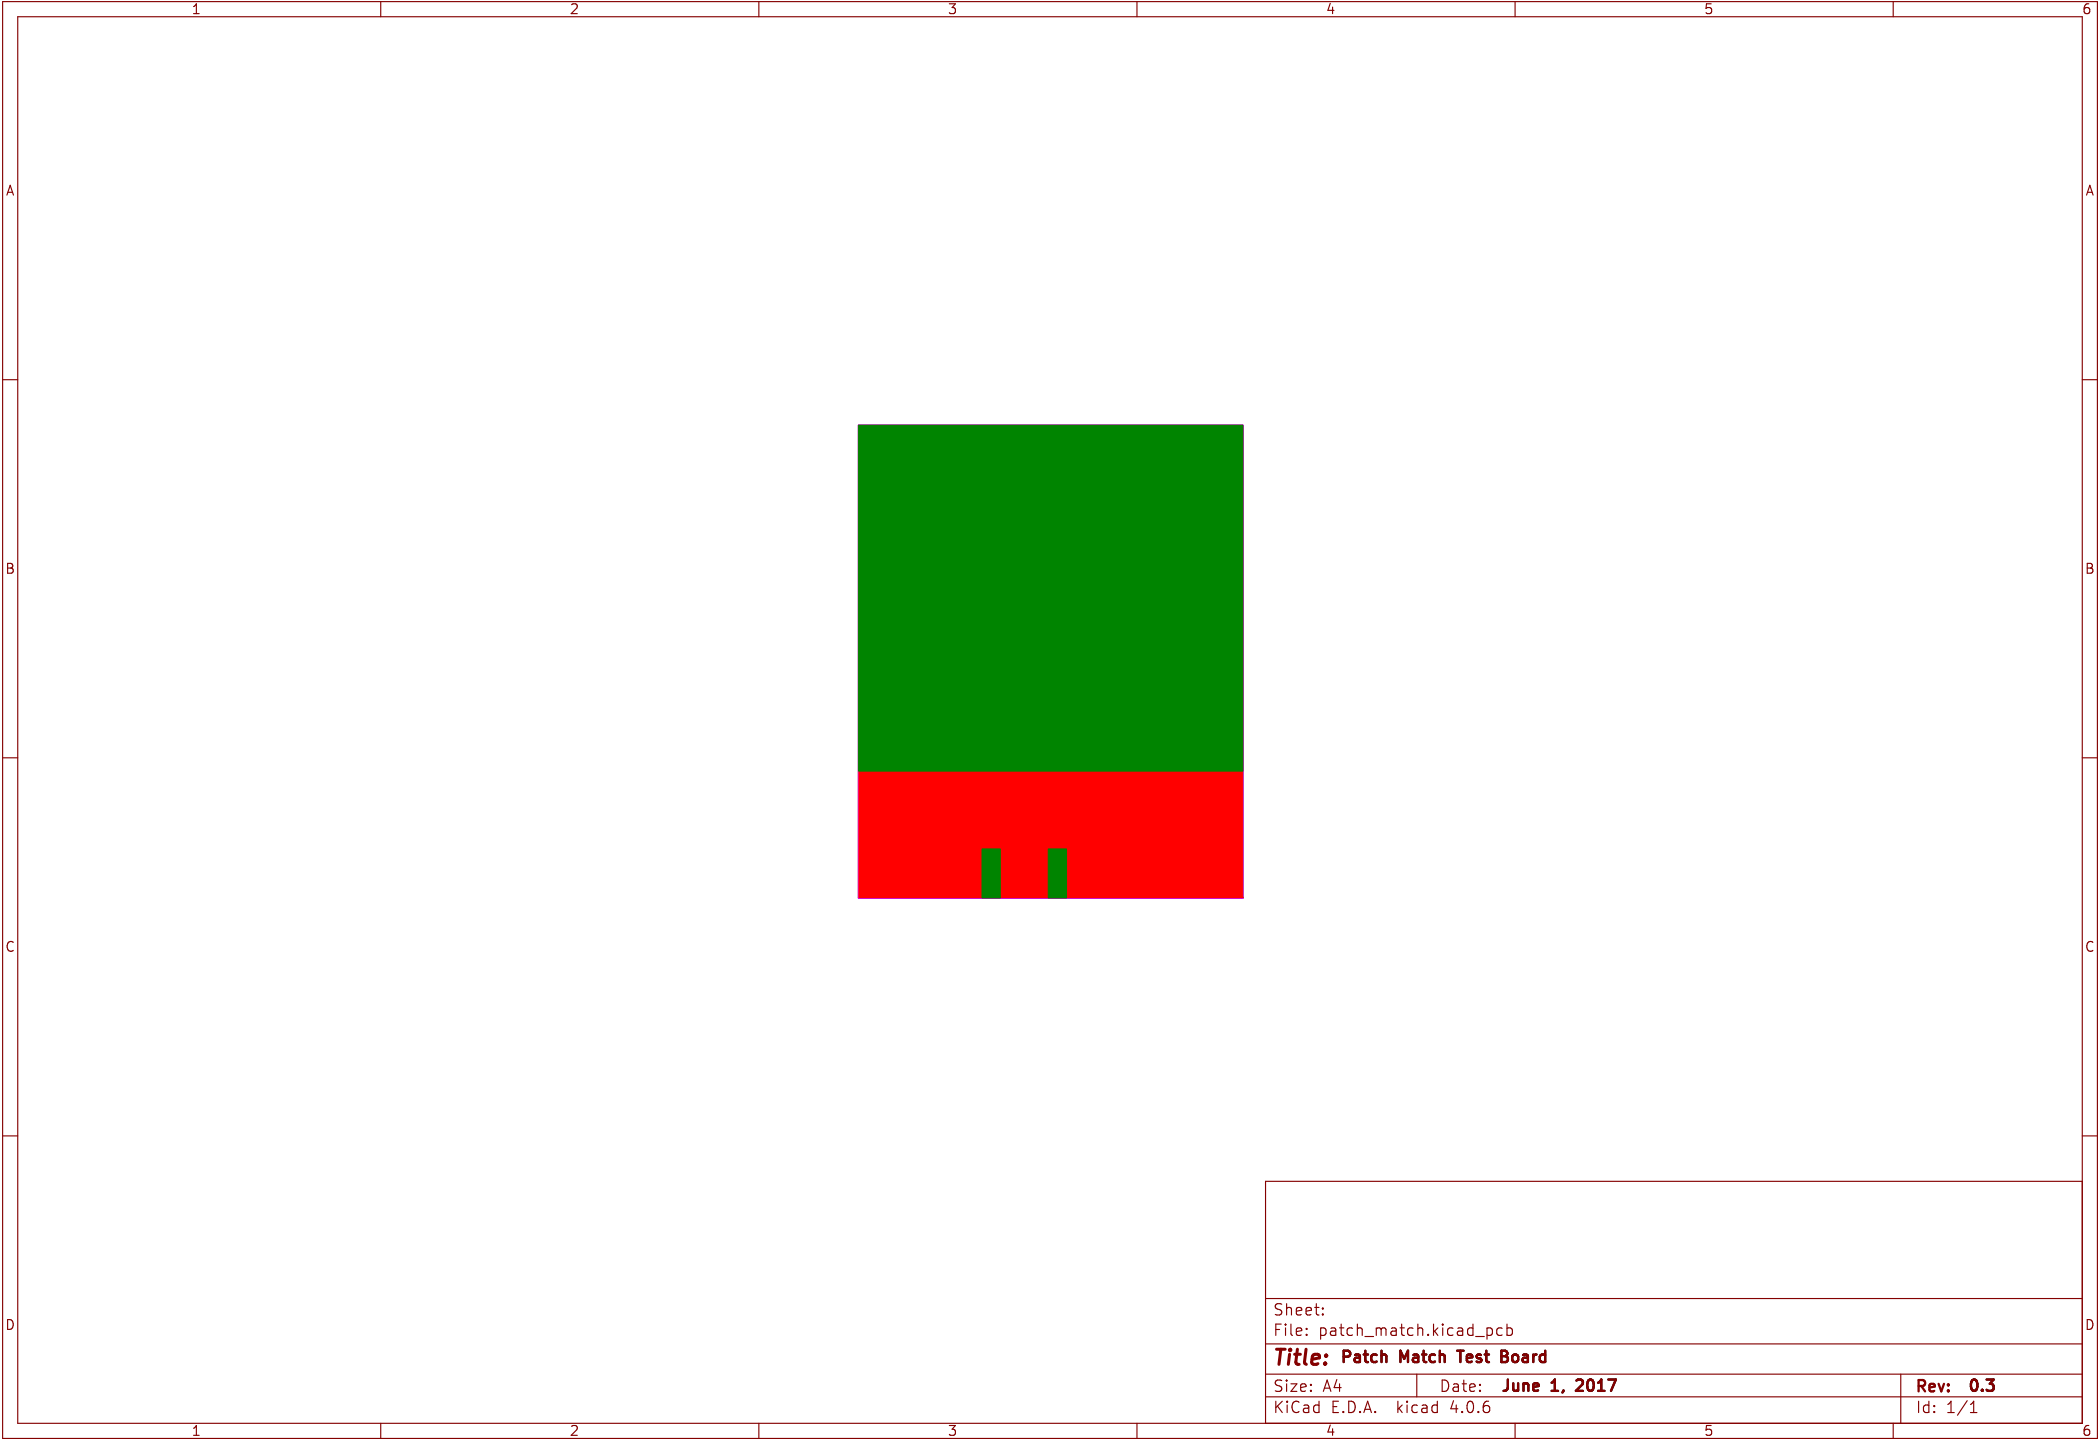 1 2 3 4 5 6
A A
B B
C C
Sheet:
File: patch_match.kicad_pcb
D D
Title: Patch Match Test Board
Size: A4 Date: June 1, 2017 Rev: 0.3
KiCad E.D.A. kicad 4.0.6 Id: 1/1
1 2 3 4 5 6